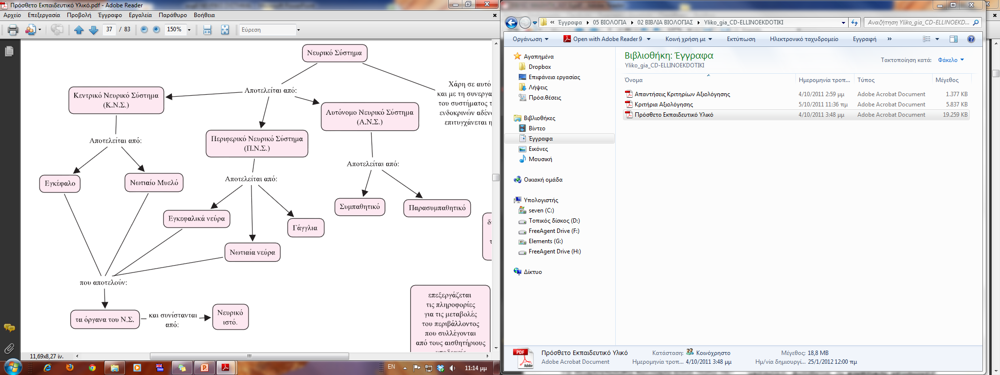 Πρόσθετο Εκπαιδευτικό Υλικό.pdf - Adobe Reader
Αρχείο Επεξεργασία Προβολή Έγγραφο Εργαλεία Παράθυρο Βοήθεια
37 / 83 150% Εύρεση
Νευρικό Σύστημα
Αποτελείται από:
Χάρη σε αυτό
και με τη συνεργα
του συστήματος τ
ενδοκρινών αδένα
επιτυγχάνεται η
Κεντρικό Νευρικό Σύστημα
(Κ.Ν.Σ.)
Αυτόνομο Νευρικό Σύστημα
(Α.Ν.Σ.)
Περιφερικό Νευρικό Σύστημα
(Π.Ν.Σ.)
Αποτελείται από:
Αποτελείται από:
Αποτελείται από:
Εγκέφαλο
Νωτιαίο Μυελό
Συμπαθητικό
Παρασυμπαθητικό
Εγκεφαλικά νεύρα
Γάγγλια
Νωτιαία νεύρα
που αποτελούν:
τα όργανα του Ν.Σ.
και συνίστανται
από:
Νευρικό
ιστό.
επεξεργάζεται
τις πληροφορίες
για τις μεταβολές
του περιβάλλοντος
που συλλέγονται
από τους αισθητήριους
11,69x8,27 ίν.
EN 11:14 μμ
« Έγγραφα 05 ΒΙΟΛΟΓΙΑ 02 ΒΙΒΛΙΑ ΒΙΟΛΟΓΙΑΣ Yliko_gia_CD-ELLINOEKDOTIKI
Αναζήτηση Yliko_gia_CD-ELLINOEKD...
Οργάνωση Open with Adobe Reader 9 Κοινή χρήση με Εκτύπωση Ηλεκτρονικό ταχυδρομείο Εγγραφή »
Αγαπημένα
Dropbox
Επιφάνεια εργασίας
Λήψεις
Πρόσ.θέσεις
Βιβλιοθήκες
Βίντεο
Έγγραφα
Εικόνες
Μουσική
Οικιακή ομάδα
Υπολογιστής
seven (C:)
Τοπικός δίσκος (D:)
FreeAgent Drive (F:)
Elements (G:)
FreeAgent Drive (H:)
Δίκτυο
Βιβλιοθήκη: Έγγραφα
Yliko_gia_CD-ELLINOEKDOTIKI
Τακτοποίηση κατά: Φάκελο
Όνομα Ημερομηνία τροπ... Τύπος Μέγεθος
Απαντήσεις Κριτηρίων Αξιολόγησης 4/10/2011 2:59 μμ Adobe Acrobat Document 1.377 KB
Κριτήρια Αξιολόγησης 5/10/2011 11:36 πμ Adobe Acrobat Document 5.837 KB
Πρόσθετο Εκπαιδευτικό Υλικό 4/10/2011 3:48 μμ Adobe Acrobat Document 19.259 KB
Πρόσθετο Εκπαιδευτικό Υλικό Κατάσταση: Κοινόχρηστο Μέγεθος: 18,8 MB
Adobe Acrobat Document Ημερομηνία τροπ... 4/10/2011 3:48 μμ Ημ/νία δημιουργί... 25/1/2012 12:00 πμ